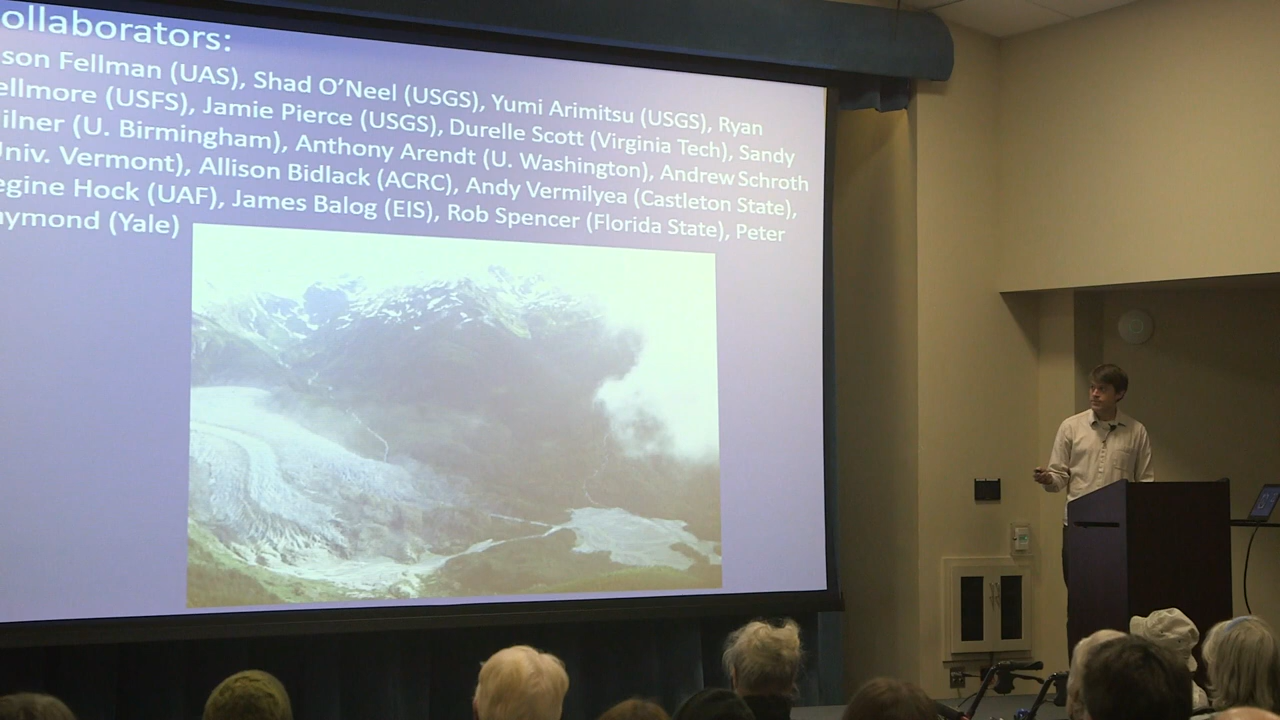 ollaborators:
son Fellman (UAS), Shad O'Neel (USGS), Yumi Arimitsu (USGS), Ryan
ellmore (USFS), Jamie Pierce (USGS), Durelle Scott (Virginia Tech), Sandy
ilner (U. Birmingham), Anthony Arendt (U. Washington), Andrew Schroth
Univ. Vermont), Allison Bidlack (ACRC), Andy Vermilyea (Castleton State),
egine Hock (UAF), James Balog (EIS), Rob Spencer (Florida State), Peter
aymond (Yale)